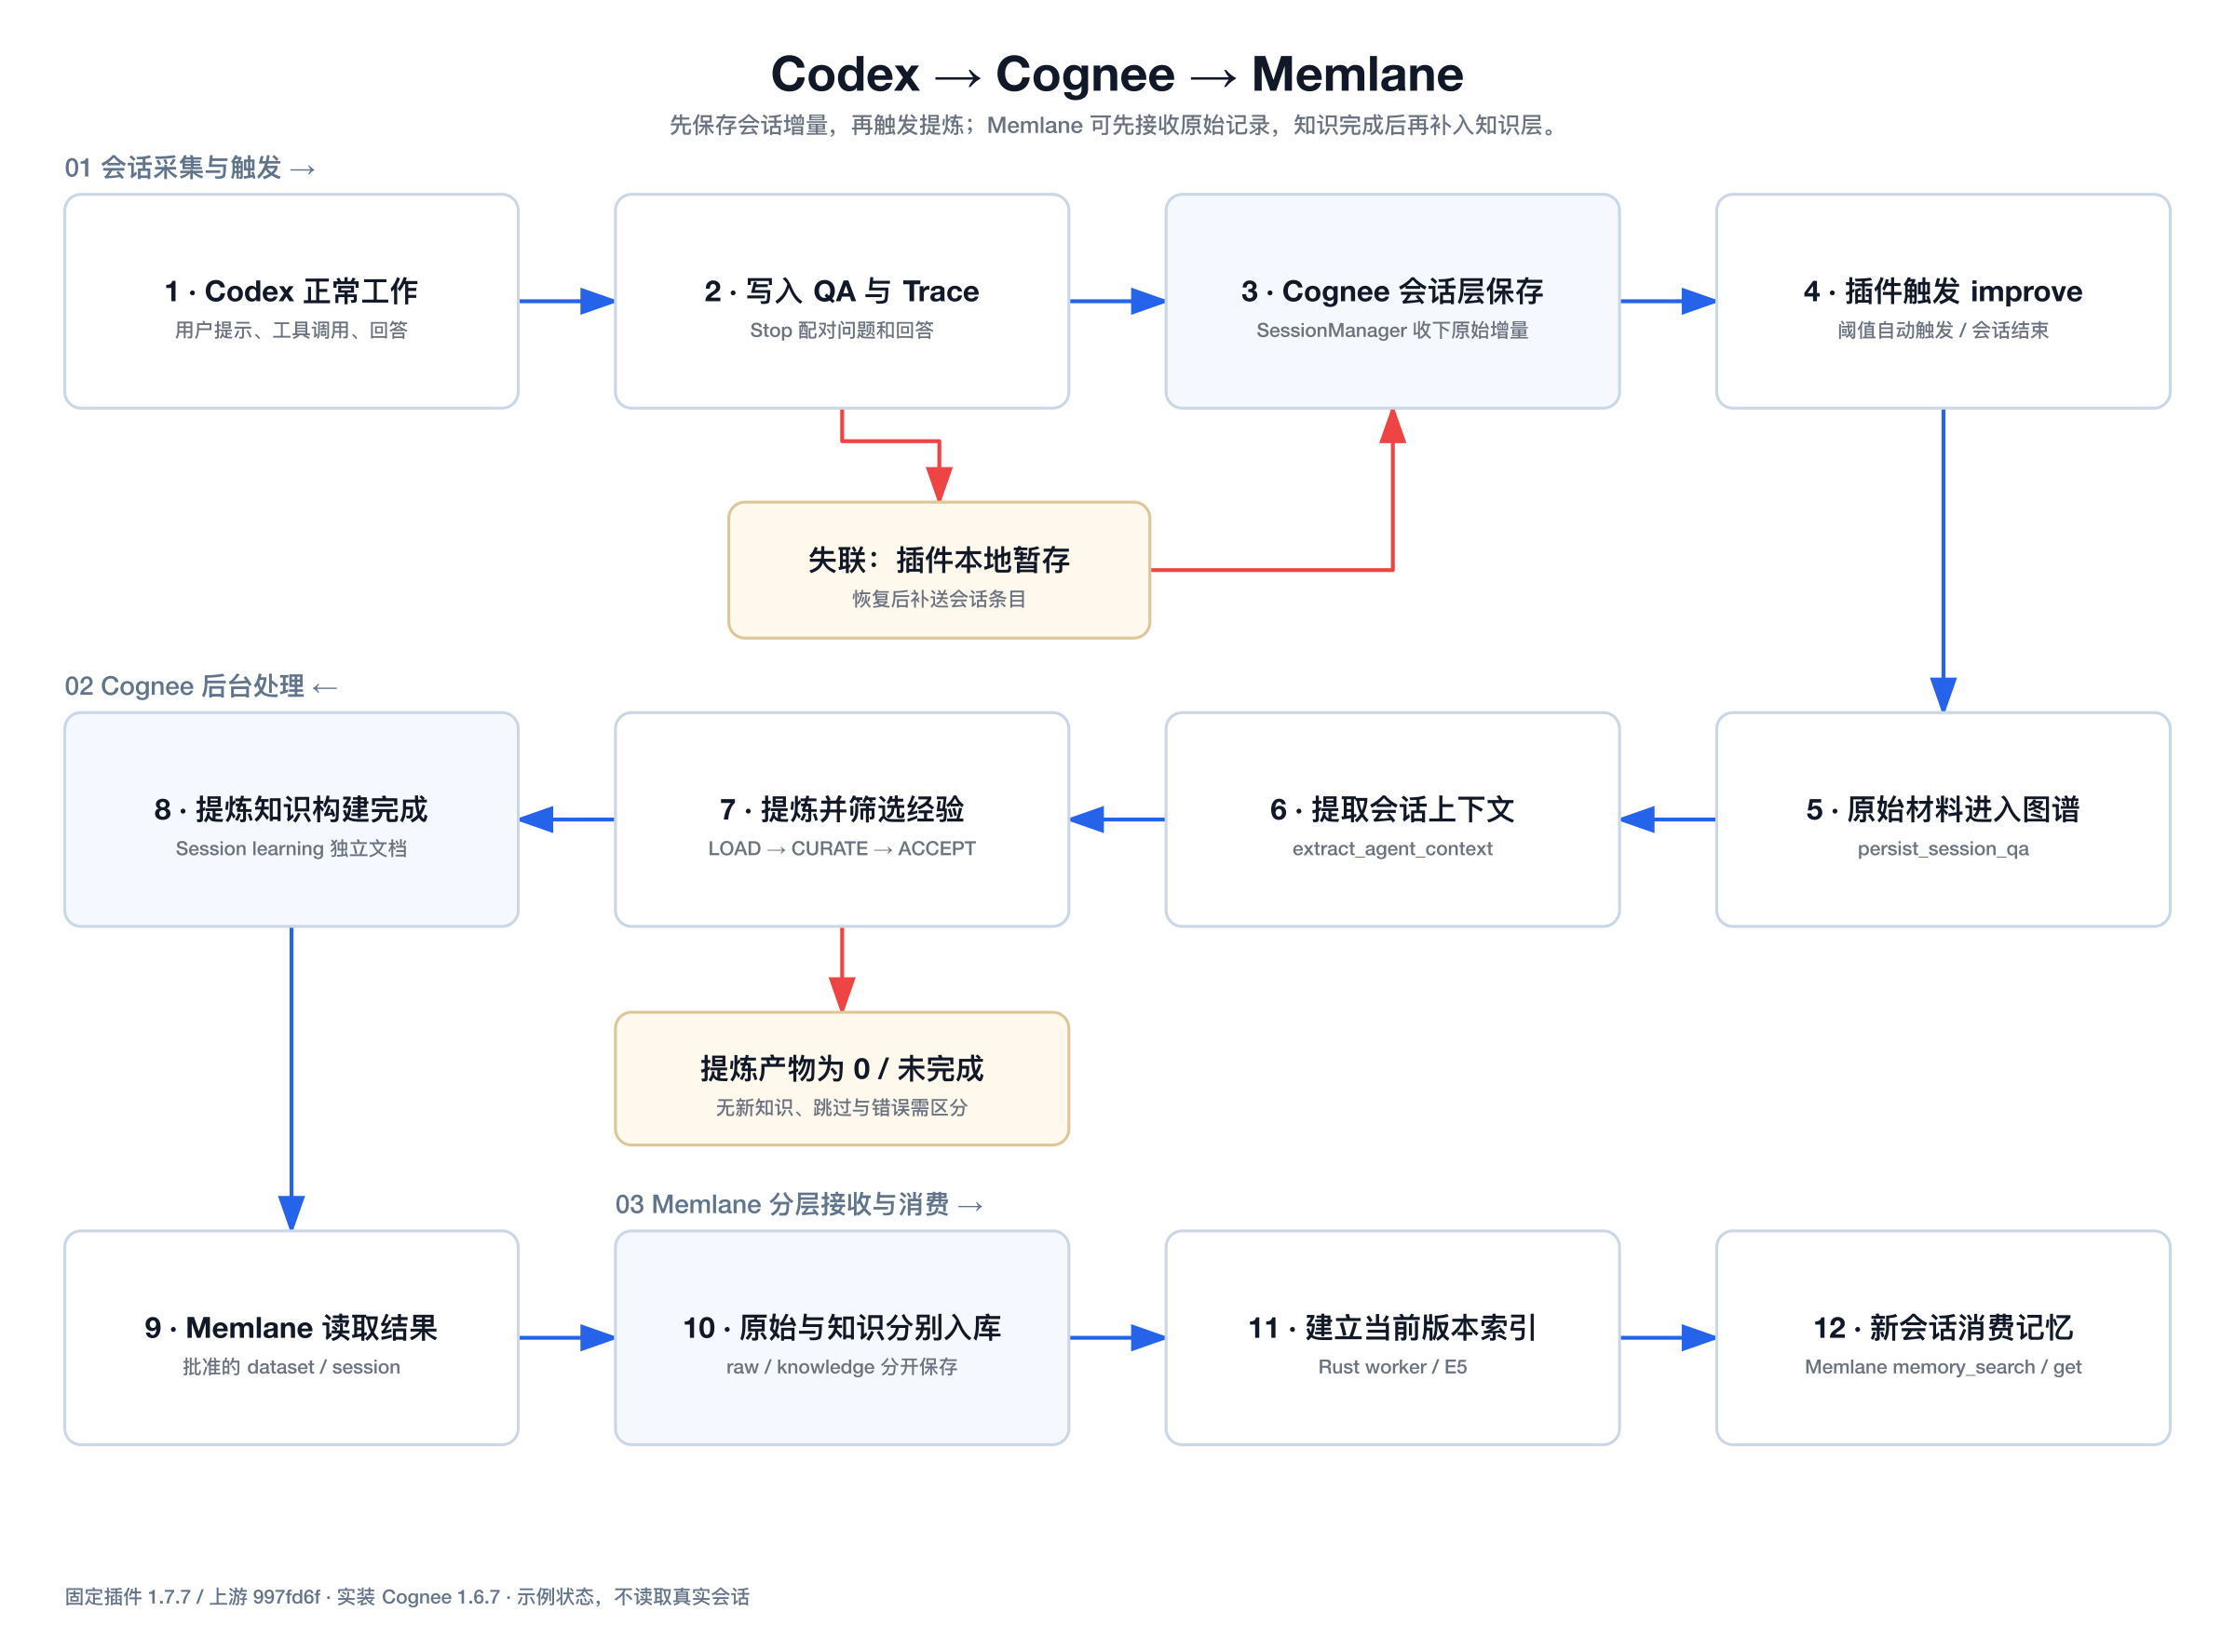 Codex → Cognee → Memlane
先保存会话增量，再触发提炼；Memlane 可先接收原始记录，知识完成后再补入知识层。
01 会话采集与触发 →
1 · Codex 正常工作
用户提示、工具调用、回答
2 · 写入 QA 与 Trace
Stop 配对问题和回答
3 · Cognee 会话层保存
SessionManager 收下原始增量
4 · 插件触发 improve
阈值自动触发 / 会话结束
失联：插件本地暂存
恢复后补送会话条目
02 Cognee 后台处理 ←
8 · 提炼知识构建完成
Session learning 独立文档
7 · 提炼并筛选经验
LOAD → CURATE → ACCEPT
6 · 提取会话上下文
extract_agent_context
5 · 原始材料进入图谱
persist_session_qa
提炼产物为 0 / 未完成
无新知识、跳过与错误需区分
03 Memlane 分层接收与消费 →
9 · Memlane 读取结果
批准的 dataset / session
10 · 原始与知识分别入库
raw / knowledge 分开保存
11 · 建立当前版本索引
Rust worker / E5
12 · 新会话消费记忆
Memlane memory_search / get
固定插件 1.7.7 / 上游 997fd6f · 实装 Cognee 1.6.7 · 示例状态，不读取真实会话